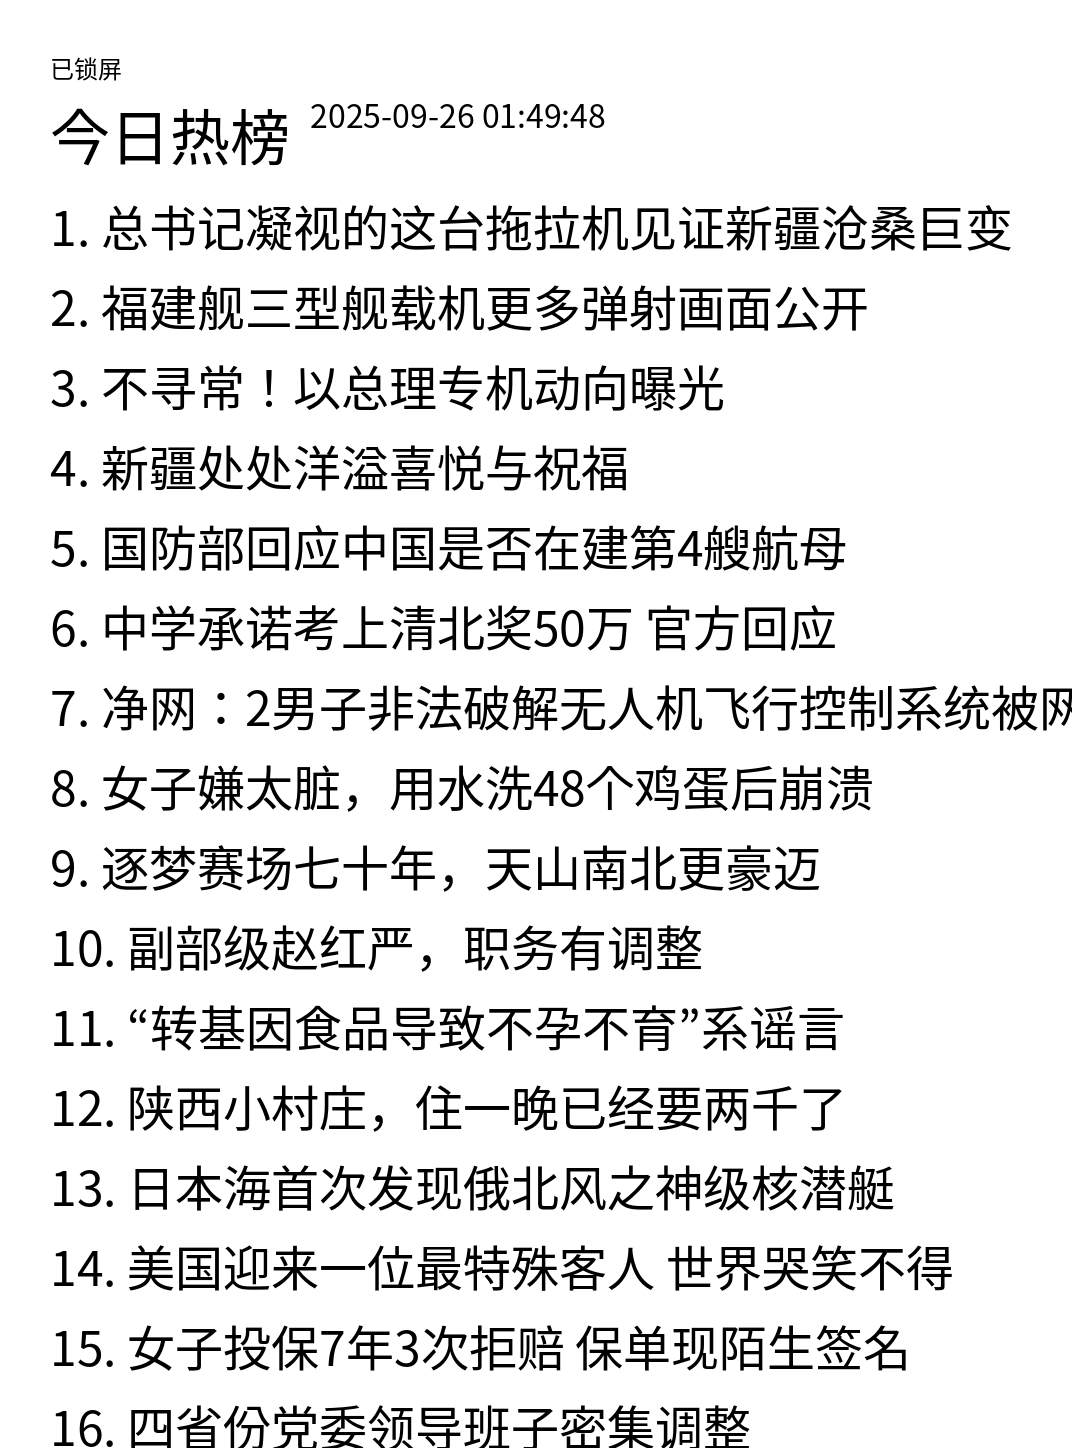 已锁屏
今日热榜 2025-09-26 01:49:48
1. 总书记凝视的这台拖拉机见证新疆沧桑巨变
2. 福建舰三型舰载机更多弹射画面公开
3. 不寻常！以总理专机动向曝光
4. 新疆处处洋溢喜悦与祝福
5. 国防部回应中国是否在建第4艘航母
6. 中学承诺考上清北奖50万 官方回应
7. 净网：2男子非法破解无人机飞行控制系统被网
8. 女子嫌太脏，用水洗48个鸡蛋后崩溃
9. 逐梦赛场七十年，天山南北更豪迈
10. 副部级赵红严，职务有调整
11. “转基因食品导致不孕不育”系谣言
12. 陕西小村庄，住一晚已经要两千了
13. 日本海首次发现俄北风之神级核潜艇
14. 美国迎来一位最特殊客人 世界哭笑不得
15. 女子投保7年3次拒赔 保单现陌生签名
16. 四省份党委领导班子密集调整